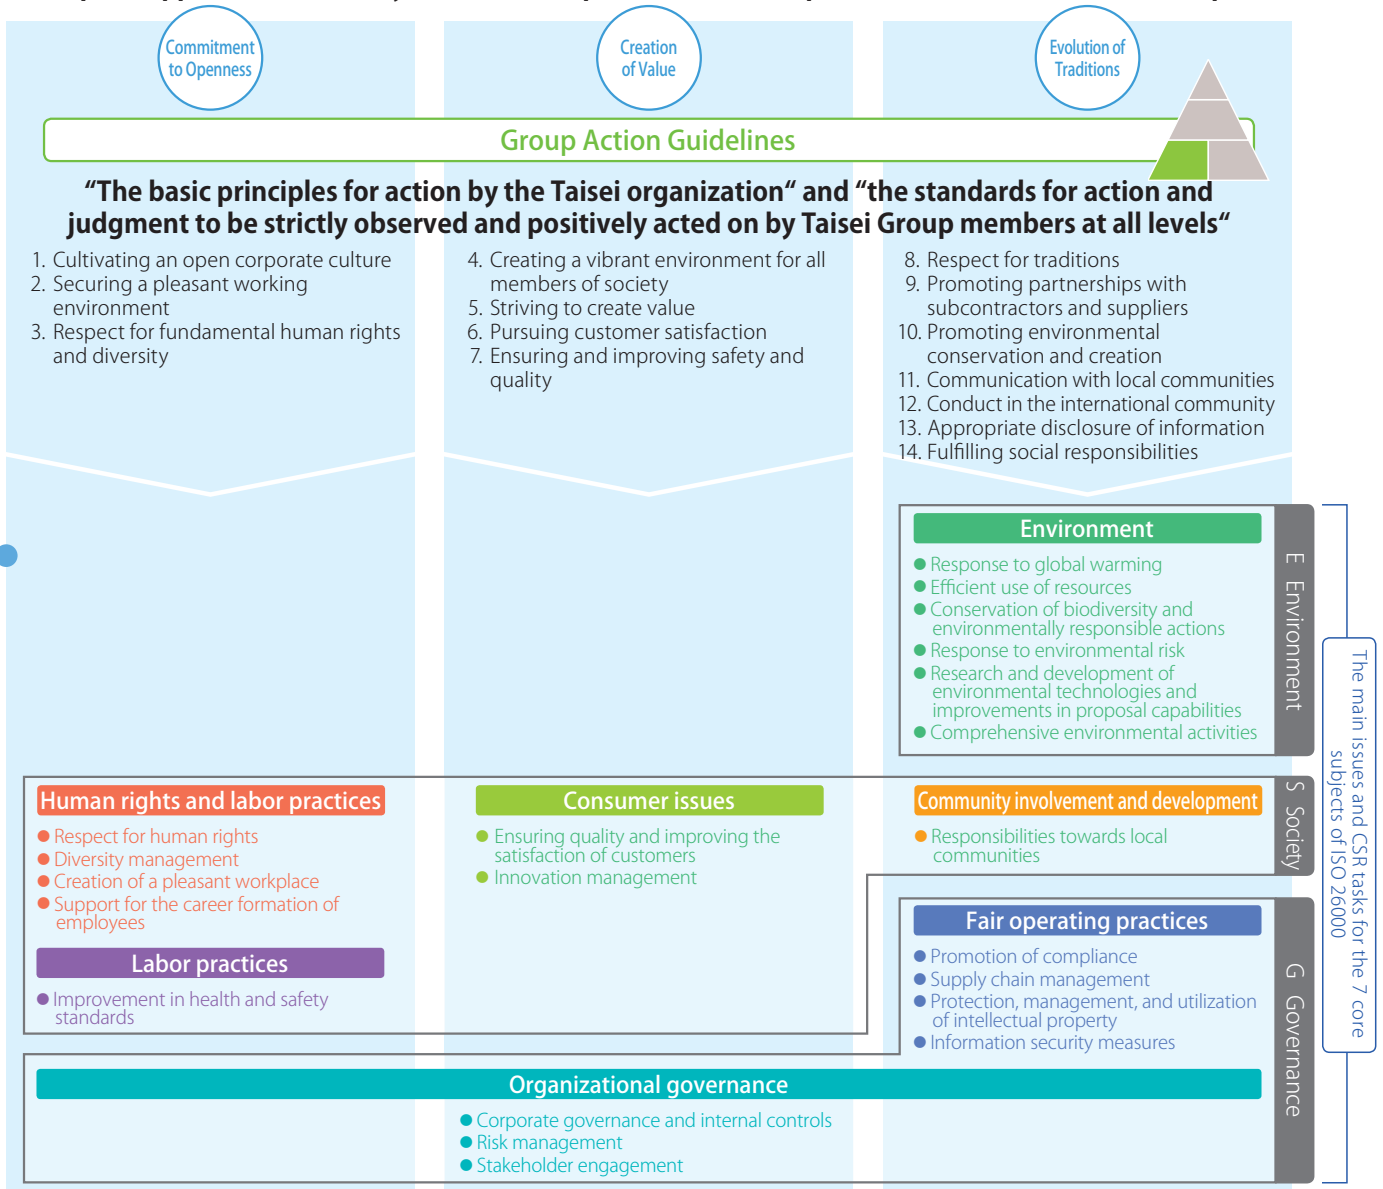 Commitment
to Openness
Creation
of Value
Evolution of
Traditions
Group Action Guidelines
“The basic principles for action by the Taisei organization“ and “the standards for action and
judgment to be strictly observed and positively acted on by Taisei Group members at all levels“
1. Cultivating an open corporate culture
2. Securing a pleasant working
environment
3. Respect for fundamental human rights
and diversity
4. Creating a vibrant environment for all
members of society
5. Striving to create value
6. Pursuing customer satisfaction
7. Ensuring and improving safety and
quality
8. Respect for traditions
9. Promoting partnerships with
subcontractors and suppliers
10. Promoting environmental
conservation and creation
11. Communication with local communities
12. Conduct in the international community
13. Appropriate disclosure of information
14. Fulfilling social responsibilities
Environment
● Response to global warming
● Efficient use of resources
● Conservation of biodiversity and
environmentally responsible actions
● Response to environmental risk
● Research and development of
environmental technologies and
improvements in proposal capabilities
● Comprehensive environmental activities
E Environment
Human rights and labor practices
● Respect for human rights
● Diversity management
● Creation of a pleasant workplace
● Support for the career formation of
employees
Labor practices
● Improvement in health and safety
standards
Consumer issues
● Ensuring quality and improving the
satisfaction of customers
● Innovation management
Community involvement and development
● Responsibilities towards local
communities
S Society
Fair operating practices
● Promotion of compliance
● Supply chain management
● Protection, management, and utilization
of intellectual property
● Information security measures
G Governance
Organizational governance
● Corporate governance and internal controls
● Risk management
● Stakeholder engagement
The main issues and CSR tasks for the 7 core
subjects of ISO 26000